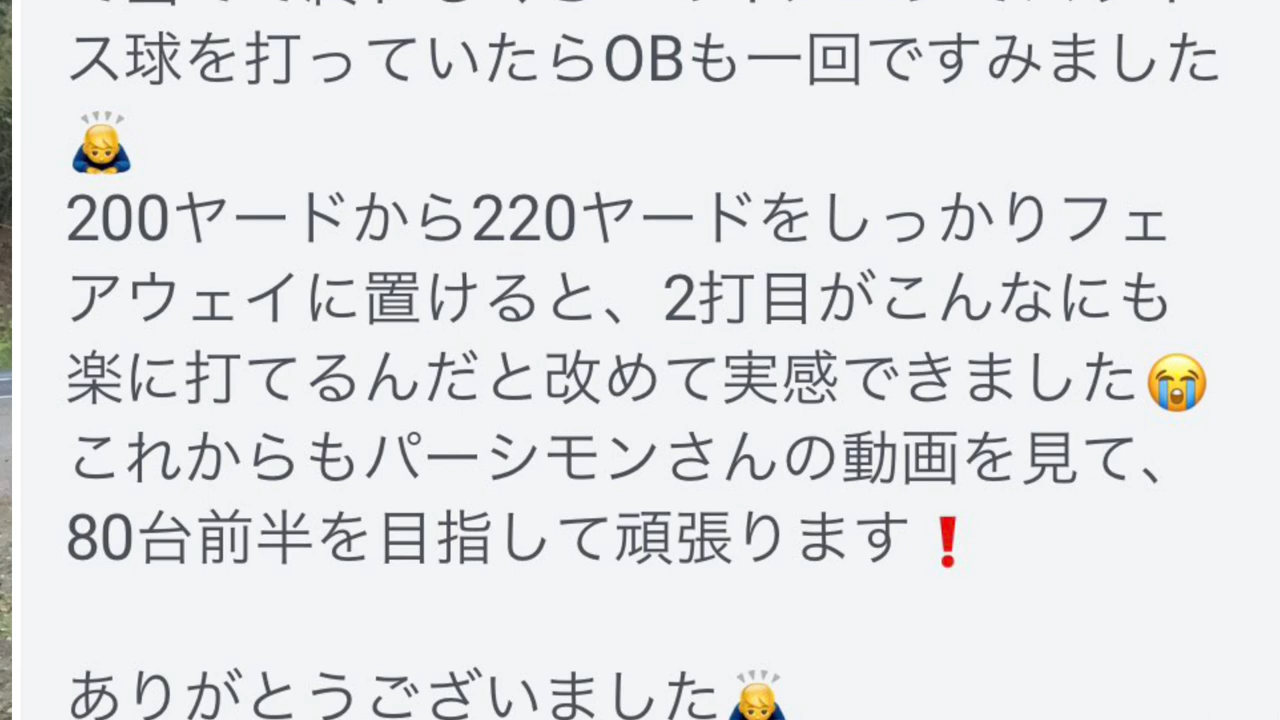 ス球を打っていたらOBも一回ですみました
🙇
200ヤードから220ヤードをしっかりフェ
アウェイに置けると、2打目がこんなにも
楽に打てるんだと改めて実感できました😭
これからもパーシモンさんの動画を見て、
80台前半を目指して頑張ります❗
ありがとうございました🙇